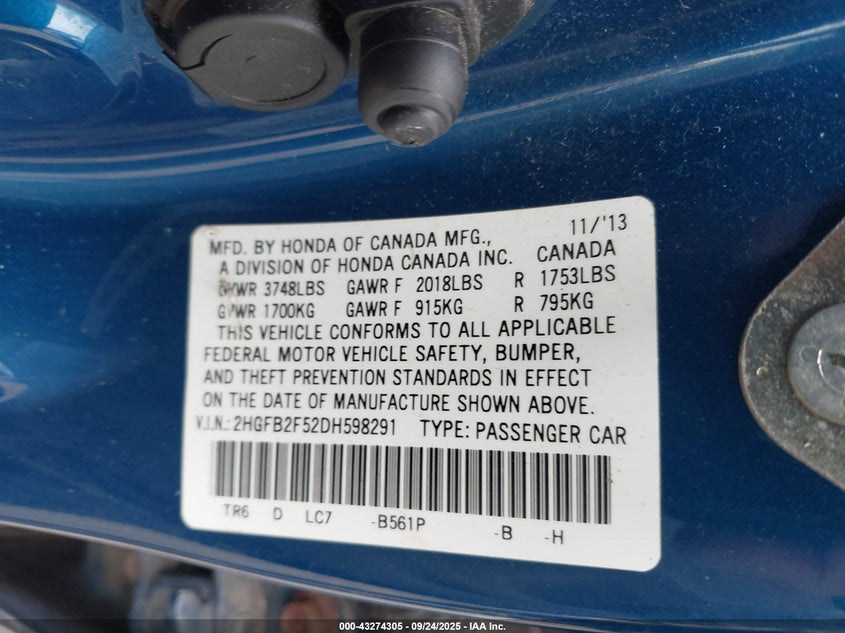 11/'13
MFD. BY HONDA OF CANADA MFG.,
A DIVISION OF HONDA CANADA INC. CANADA
GVWR 3748LBS GAWR F 2018LBS R 1753LBS
GVWR 1700KG GAWR F 915KG R 795KG
THIS VEHICLE CONFORMS TO ALL APPLICABLE
FEDERAL MOTOR VEHICLE SAFETY, BUMPER,
AND THEFT PREVENTION STANDARDS IN EFFECT
ON THE DATE OF MANUFACTURE SHOWN ABOVE.
V.I.N.: 2HGFB2F52DH598291 TYPE: PASSENGER CAR
TR6 D LC7 -B561P -B -H
000-43274305 - 09/24/2025 - IAA Inc.